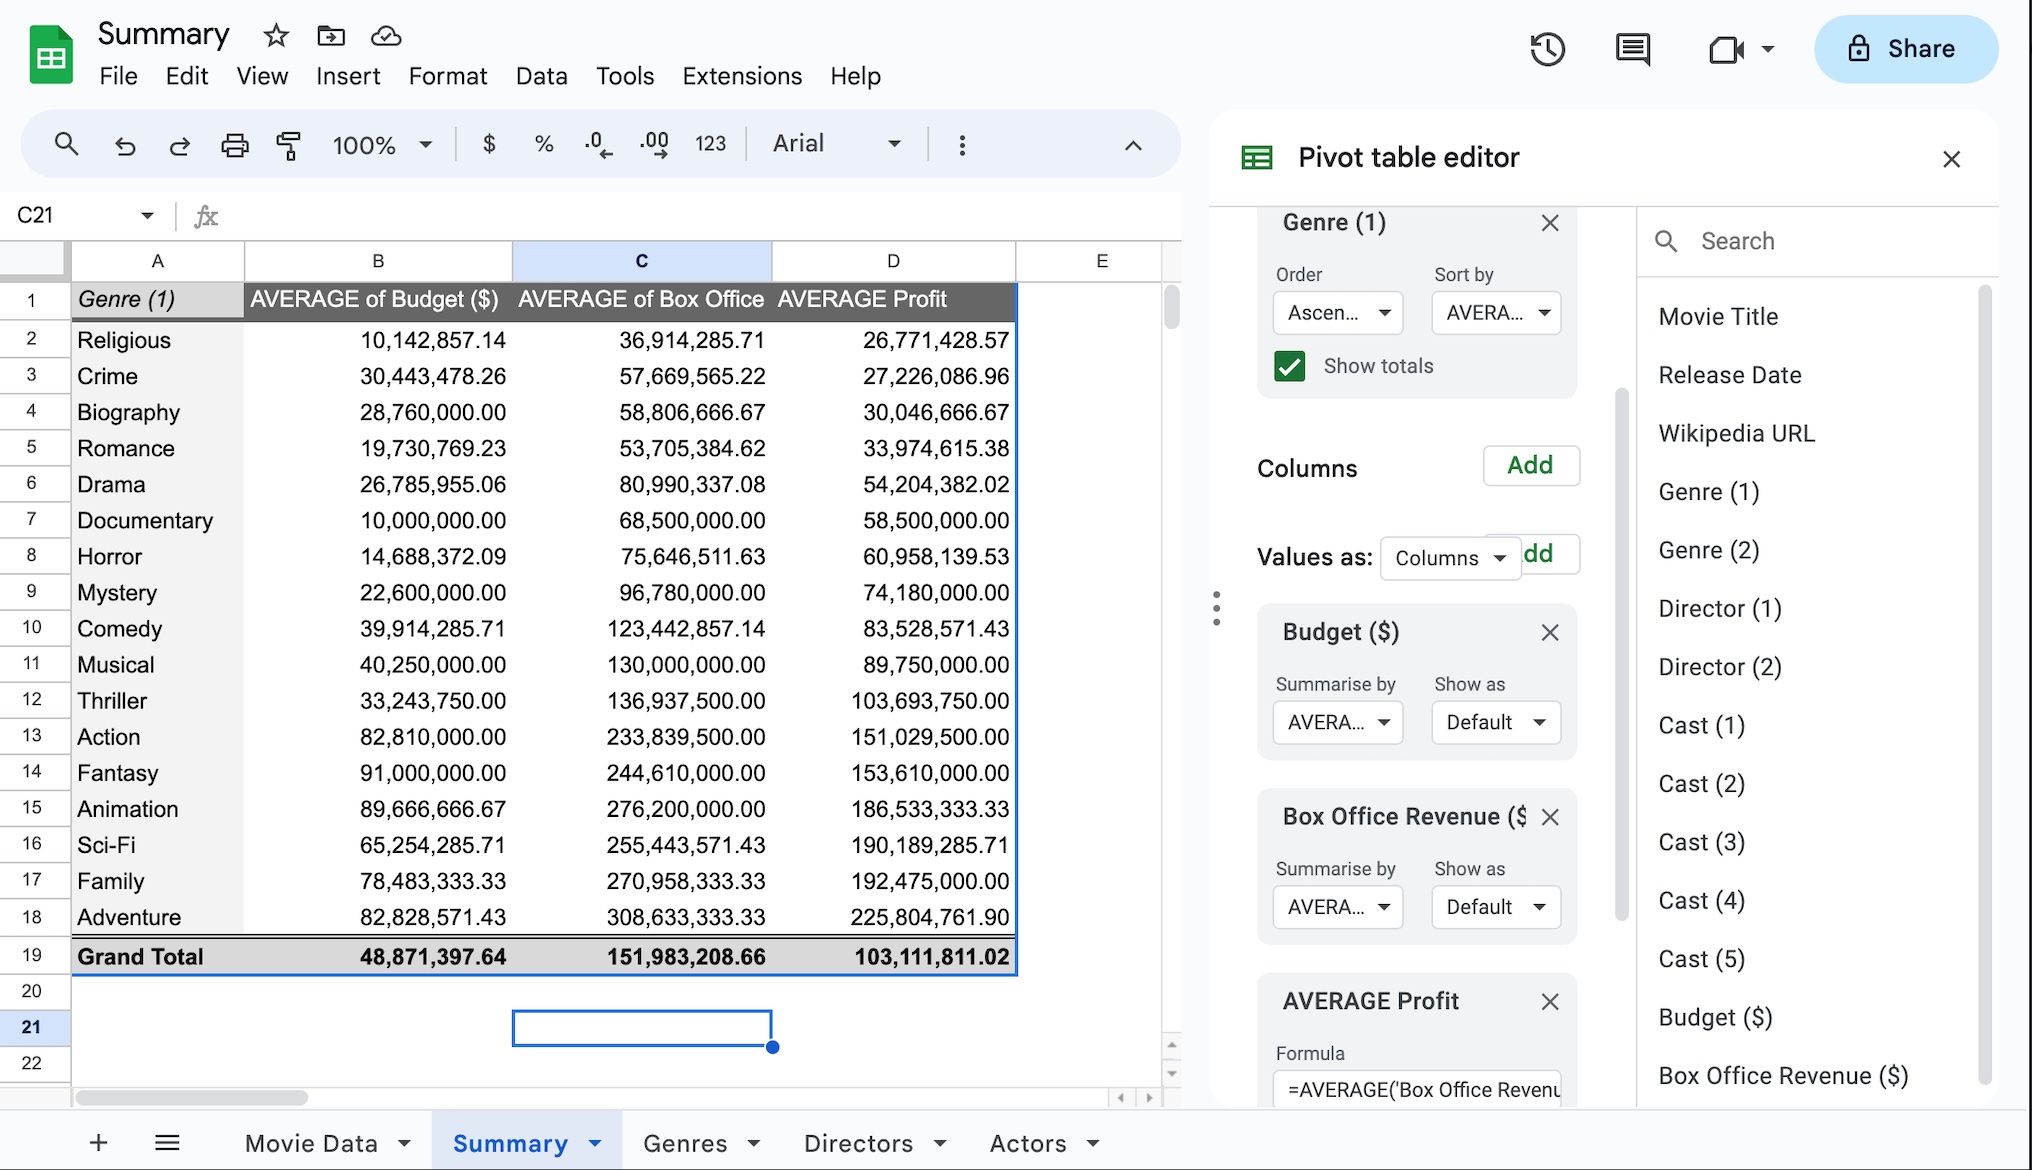 Summary
File Edit View Insert Format Data Tools Extensions Help
Share
100% $ % .0 .00 123 Arial
C21 fx
A B C D E
1 Genre (1) AVERAGE of Budget ($) AVERAGE of Box Office AVERAGE Profit
2 Religious 10,142,857.14 36,914,285.71 26,771,428.57
3 Crime 30,443,478.26 57,669,565.22 27,226,086.96
4 Biography 28,760,000.00 58,806,666.67 30,046,666.67
5 Romance 19,730,769.23 53,705,384.62 33,974,615.38
6 Drama 26,785,955.06 80,990,337.08 54,204,382.02
7 Documentary 10,000,000.00 68,500,000.00 58,500,000.00
8 Horror 14,688,372.09 75,646,511.63 60,958,139.53
9 Mystery 22,600,000.00 96,780,000.00 74,180,000.00
10 Comedy 39,914,285.71 123,442,857.14 83,528,571.43
11 Musical 40,250,000.00 130,000,000.00 89,750,000.00
12 Thriller 33,243,750.00 136,937,500.00 103,693,750.00
13 Action 82,810,000.00 233,839,500.00 151,029,500.00
14 Fantasy 91,000,000.00 244,610,000.00 153,610,000.00
15 Animation 89,666,666.67 276,200,000.00 186,533,333.33
16 Sci-Fi 65,254,285.71 255,443,571.43 190,189,285.71
17 Family 78,483,333.33 270,958,333.33 192,475,000.00
18 Adventure 82,828,571.43 308,633,333.33 225,804,761.90
19 Grand Total 48,871,397.64 151,983,208.66 103,111,811.02
20
21
22
Pivot table editor
Genre (1)
Order Sort by
Ascen... AVERA...
Show totals
Columns Add
Values as: Columns dd
Budget ($)
Summarise by Show as
AVERA... Default
Box Office Revenue ($
Summarise by Show as
AVERA... Default
AVERAGE Profit
Formula
=AVERAGE('Box Office Revenu
Search
Movie Title
Release Date
Wikipedia URL
Genre (1)
Genre (2)
Director (1)
Director (2)
Cast (1)
Cast (2)
Cast (3)
Cast (4)
Cast (5)
Budget ($)
Box Office Revenue ($)
Movie Data Summary Genres Directors Actors